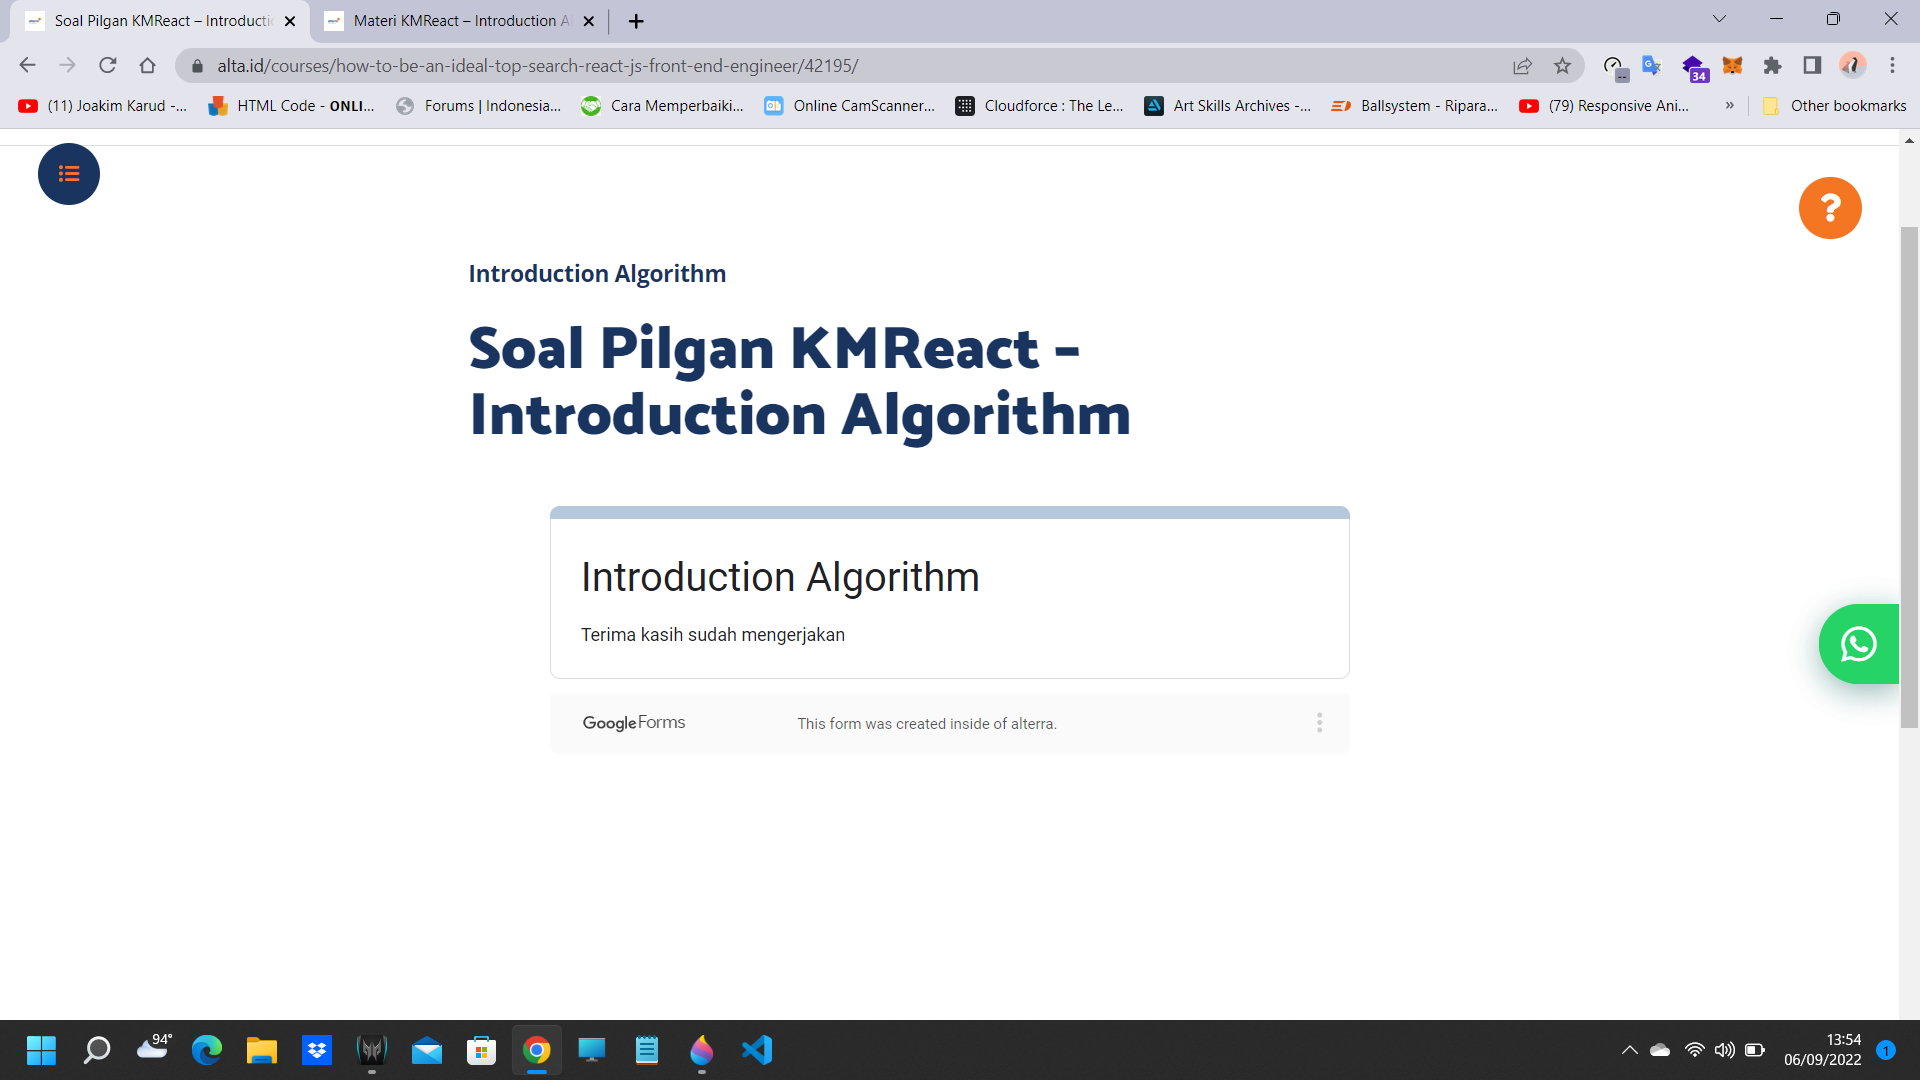 Soal Pilgan KMReact – Introducti
Materi KMReact – Introduction A
alta.id/courses/how-to-be-an-ideal-top-search-react-js-front-end-engineer/42195/
--
34
(11) Joakim Karud -...
HTML Code - ONLI...
Forums | Indonesia...
Cara Memperbaiki...
Online CamScanner...
Cloudforce : The Le...
Art Skills Archives -...
Ballsystem - Ripara...
(79) Responsive Ani...
»
Other bookmarks
?
Introduction Algorithm
Soal Pilgan KMReact –
Introduction Algorithm
Introduction Algorithm
Terima kasih sudah mengerjakan
Google Forms
This form was created inside of alterra.
94°
13:54
06/09/2022
1